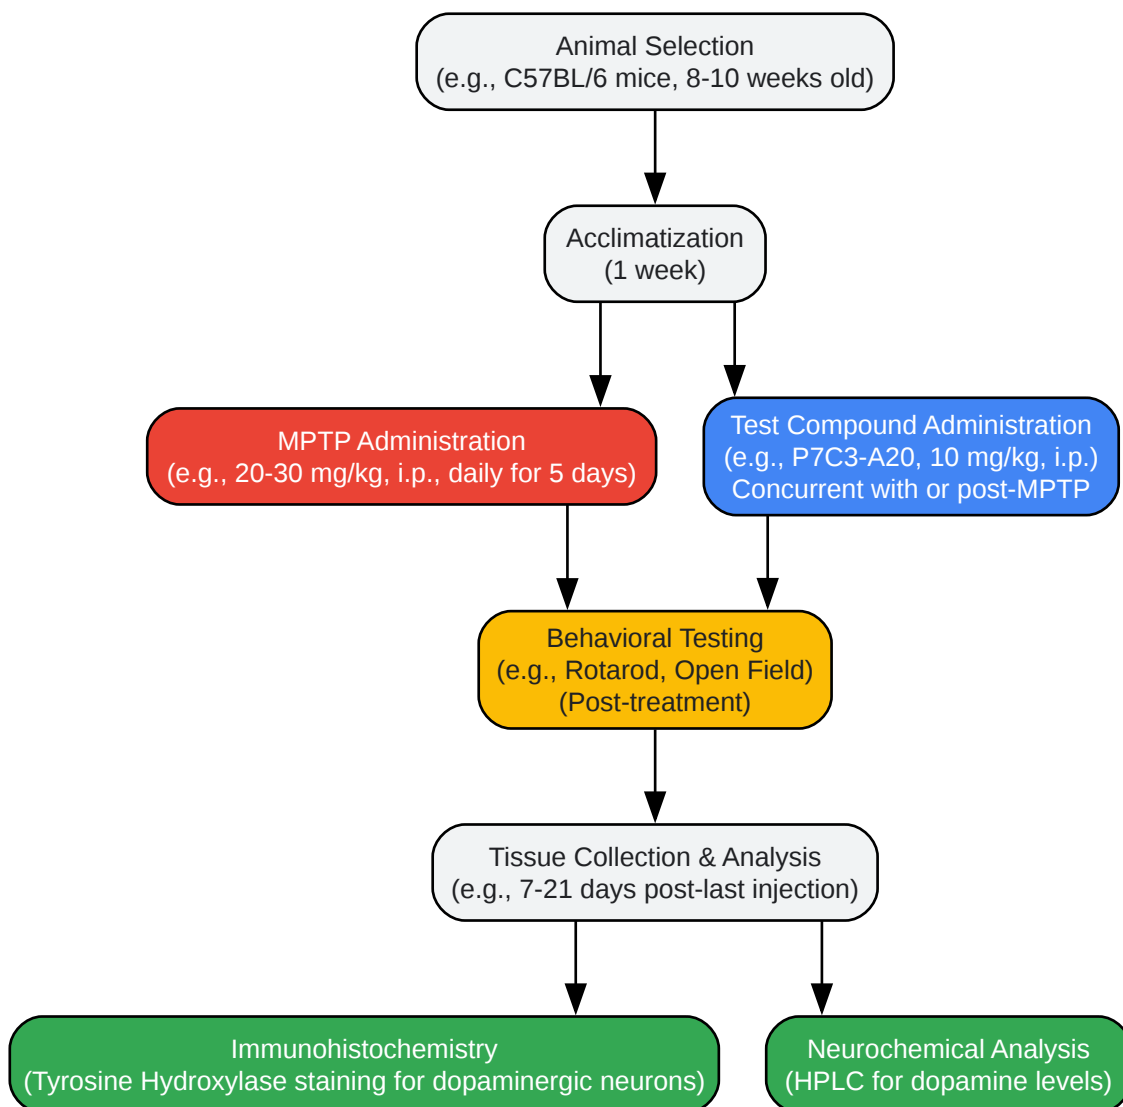 Animal Selection
(e.g., C57BL/6 mice, 8-10 weeks old)
Acclimatization
(1 week)
MPTP Administration
(e.g., 20-30 mg/kg, i.p., daily for 5 days)
Test Compound Administration
(e.g., P7C3-A20, 10 mg/kg, i.p.)
Concurrent with or post-MPTP
Behavioral Testing
(e.g., Rotarod, Open Field)
(Post-treatment)
Tissue Collection & Analysis
(e.g., 7-21 days post-last injection)
Immunohistochemistry
(Tyrosine Hydroxylase staining for dopaminergic neurons)
Neurochemical Analysis
(HPLC for dopamine levels)